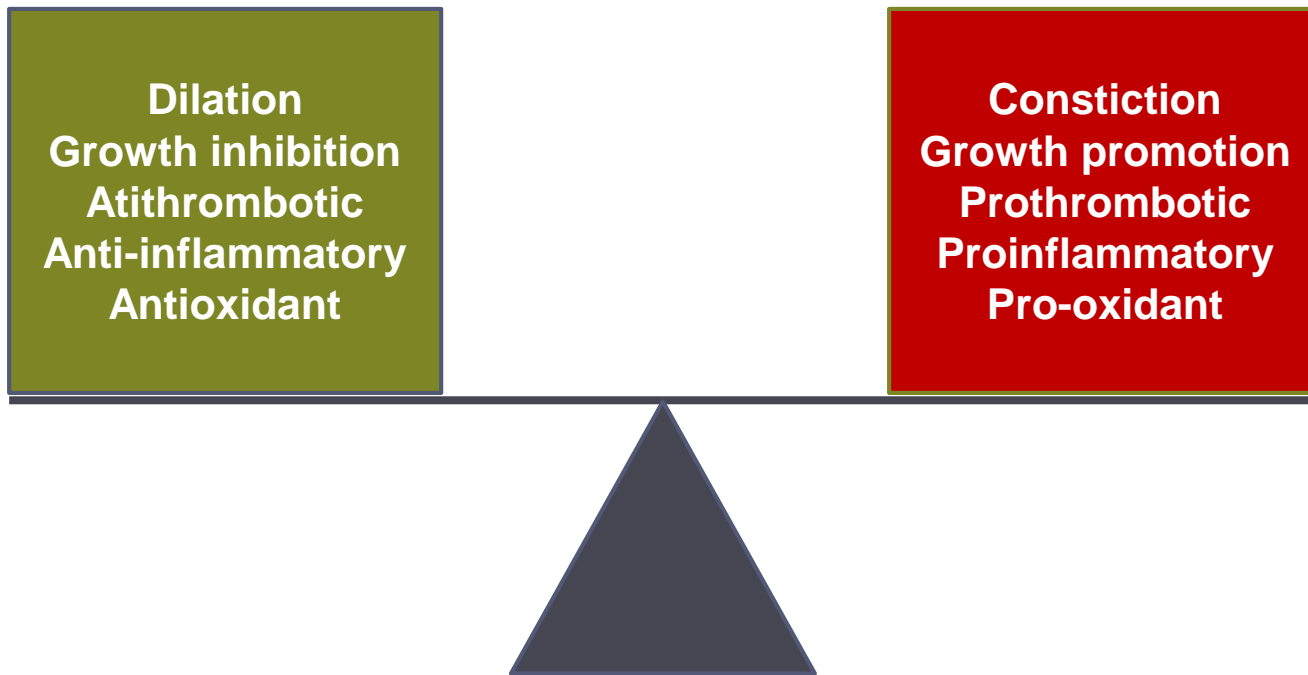 Dilation
Growth inhibition
Atithrombotic
Anti-inflammatory
Antioxidant
Constiction
Growth promotion
Prothrombotic
Proinflammatory
Pro-oxidant